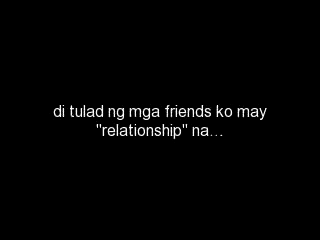 di tulad ng mga friends ko may
"relationship" na…